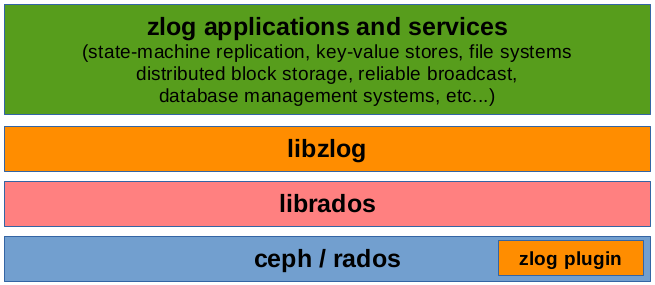 zlog applications and services
(state-machine replication, key-value stores, file systems
distributed block storage, reliable broadcast,
database management systems, etc...)
libzlog
librados
ceph / rados
zlog plugin